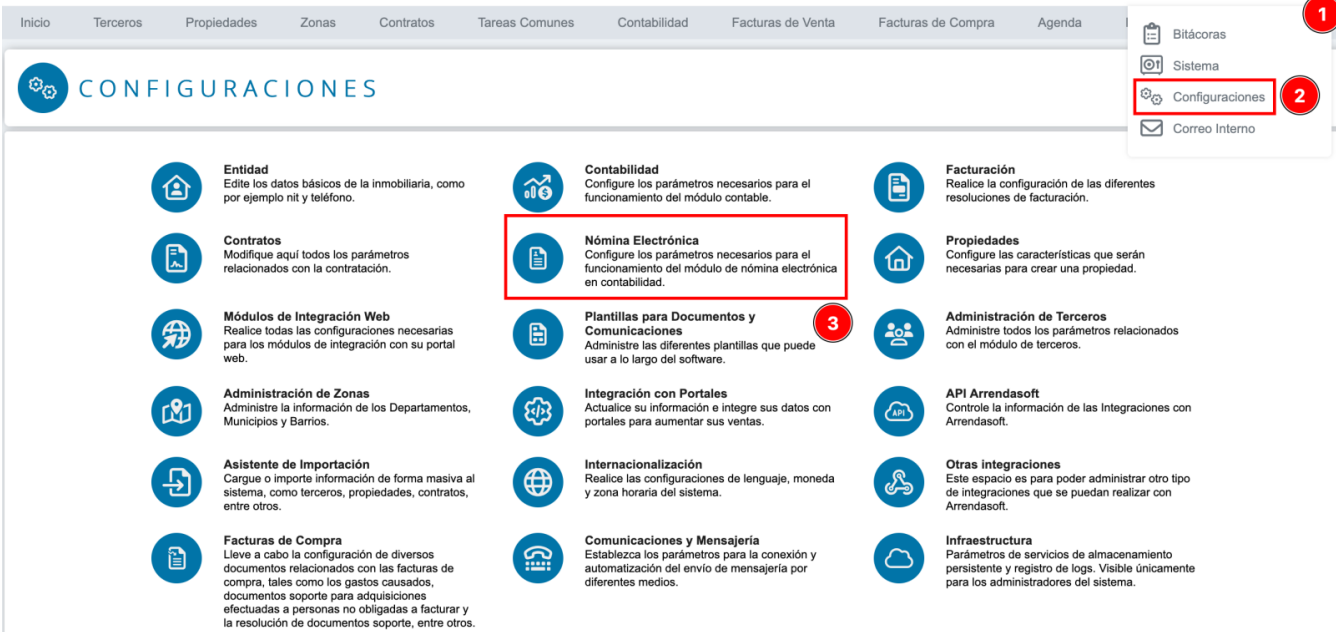 Inicio Terceros Propiedades Zonas Contratos Tareas Comunes Contabilidad Facturas de Venta Facturas de Compra Agenda
1
Bitácoras
Sistema
Configuraciones 2
Correo Interno
CONFIGURACIONES
Entidad
Edite los datos básicos de la inmobiliaria, como
por ejemplo nit y teléfono.
Contabilidad
Configure los parámetros necesarios para el
funcionamiento del módulo contable.
Facturación
Realice la configuración de las diferentes
resoluciones de facturación.
Contratos
Modifique aquí todos los parámetros
relacionados con la contratación.
Nómina Electrónica
Configure los parámetros necesarios para el
funcionamiento del módulo de nómina electrónica
en contabilidad.
3
Propiedades
Configure las características que serán
necesarias para crear una propiedad.
Módulos de Integración Web
Realice todas las configuraciones necesarias
para los módulos de integración con su portal
web.
Plantillas para Documentos y
Comunicaciones
Administre las diferentes plantillas que puede
usar a lo largo del software.
Administración de Terceros
Administre todos los parámetros relacionados
con el módulo de terceros.
Administración de Zonas
Administre la información de los Departamentos,
Municipios y Barrios.
Integración con Portales
Actualice su información e integre sus datos con
portales para aumentar sus ventas.
API
API Arrendasoft
Controle la información de las Integraciones con
Arrendasoft.
Asistente de Importación
Cargue o importe información de forma masiva al
sistema, como terceros, propiedades, contratos,
entre otros.
Internacionalización
Realice las configuraciones de lenguaje, moneda
y zona horaria del sistema.
Otras integraciones
Este espacio es para poder administrar otro tipo
de integraciones que se puedan realizar con
Arrendasoft.
Facturas de Compra
Lleve a cabo la configuración de diversos
documentos relacionados con las facturas de
compra, tales como los gastos causados,
documentos soporte para adquisiciones
efectuadas a personas no obligadas a facturar y
la resolución de documentos soporte, entre otros.
Comunicaciones y Mensajería
Establezca los parámetros para la conexión y
automatización del envío de mensajería por
diferentes medios.
Infraestructura
Parámetros de servicios de almacenamiento
persistente y registro de logs. Visible únicamente
para los administradores del sistema.